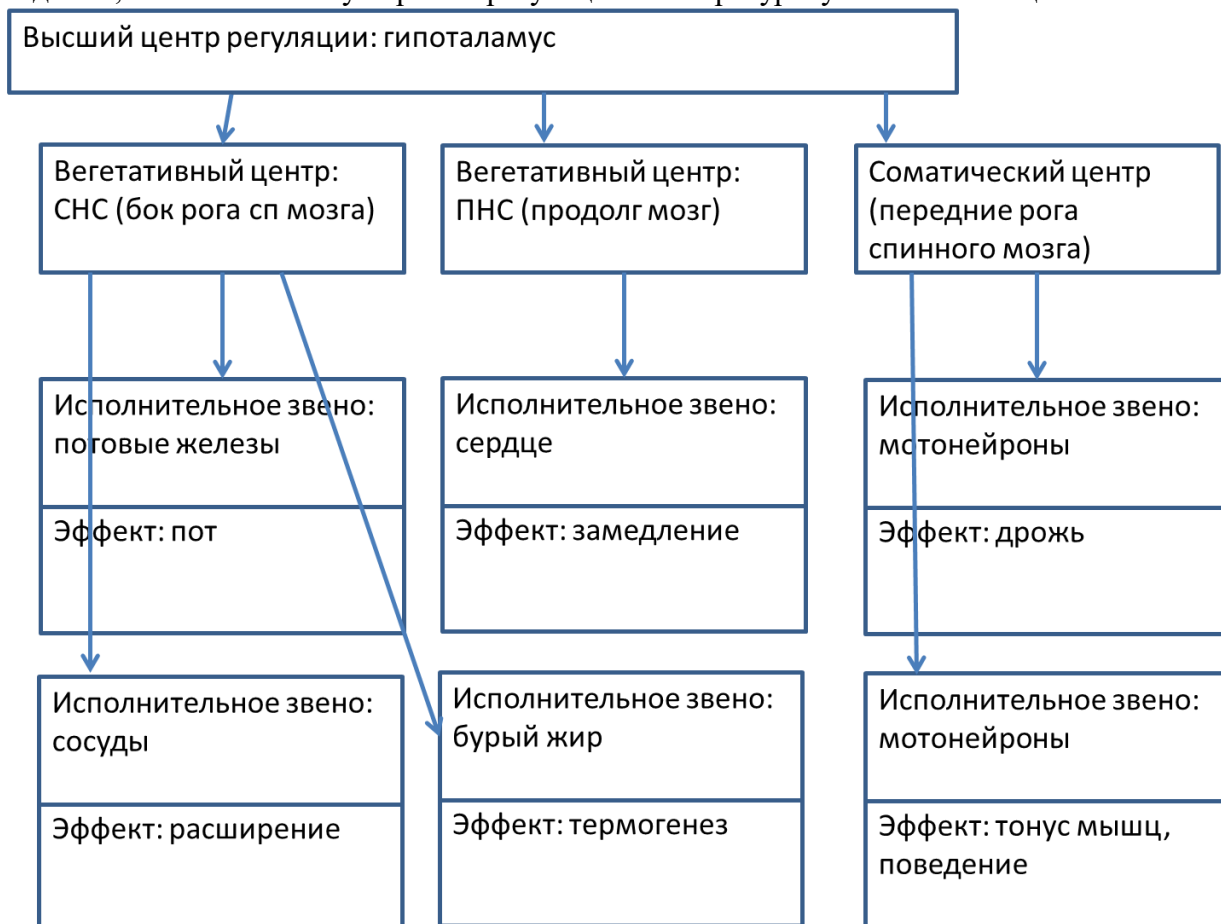 Высший центр регуляции: гипоталамус
Вегетативный центр:
СНС (бок рога сп мозга)
Вегетативный центр:
ПНС (продолг мозг)
Соматический центр
(передние рога
спинного мозга)
Исполнительное звено:
потовые железы
Эффект: пот
Исполнительное звено:
сердце
Эффект: замедление
Исполнительное звено:
мотонейроны
Эффект: дрожь
Исполнительное звено:
сосуды
Эффект: расширение
Исполнительное звено:
бурый жир
Эффект: термогенез
Исполнительное звено:
мотонейроны
Эффект: тонус мышц,
поведение